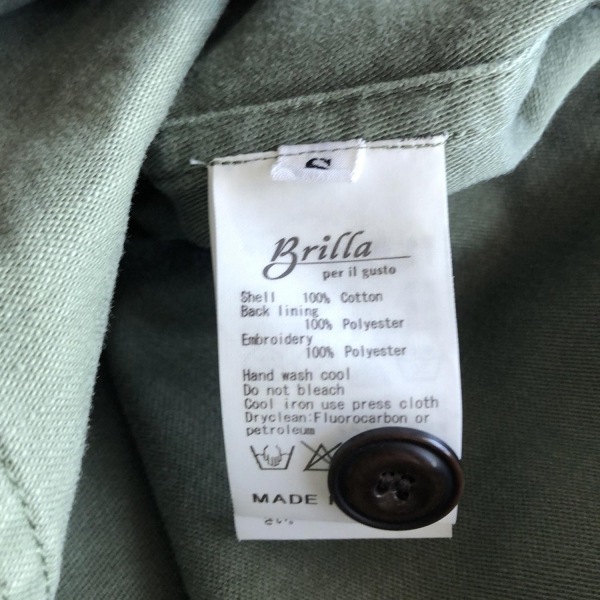 S
Brilla
per il gusto
Shell 100% Cotton
Back lining
100% Polyester
Embroidery
100% Polyester
Hand wash cool
Do not bleach
Cool iron use press cloth
Dryclean:Fluorocarbon or
petroleum
MADE